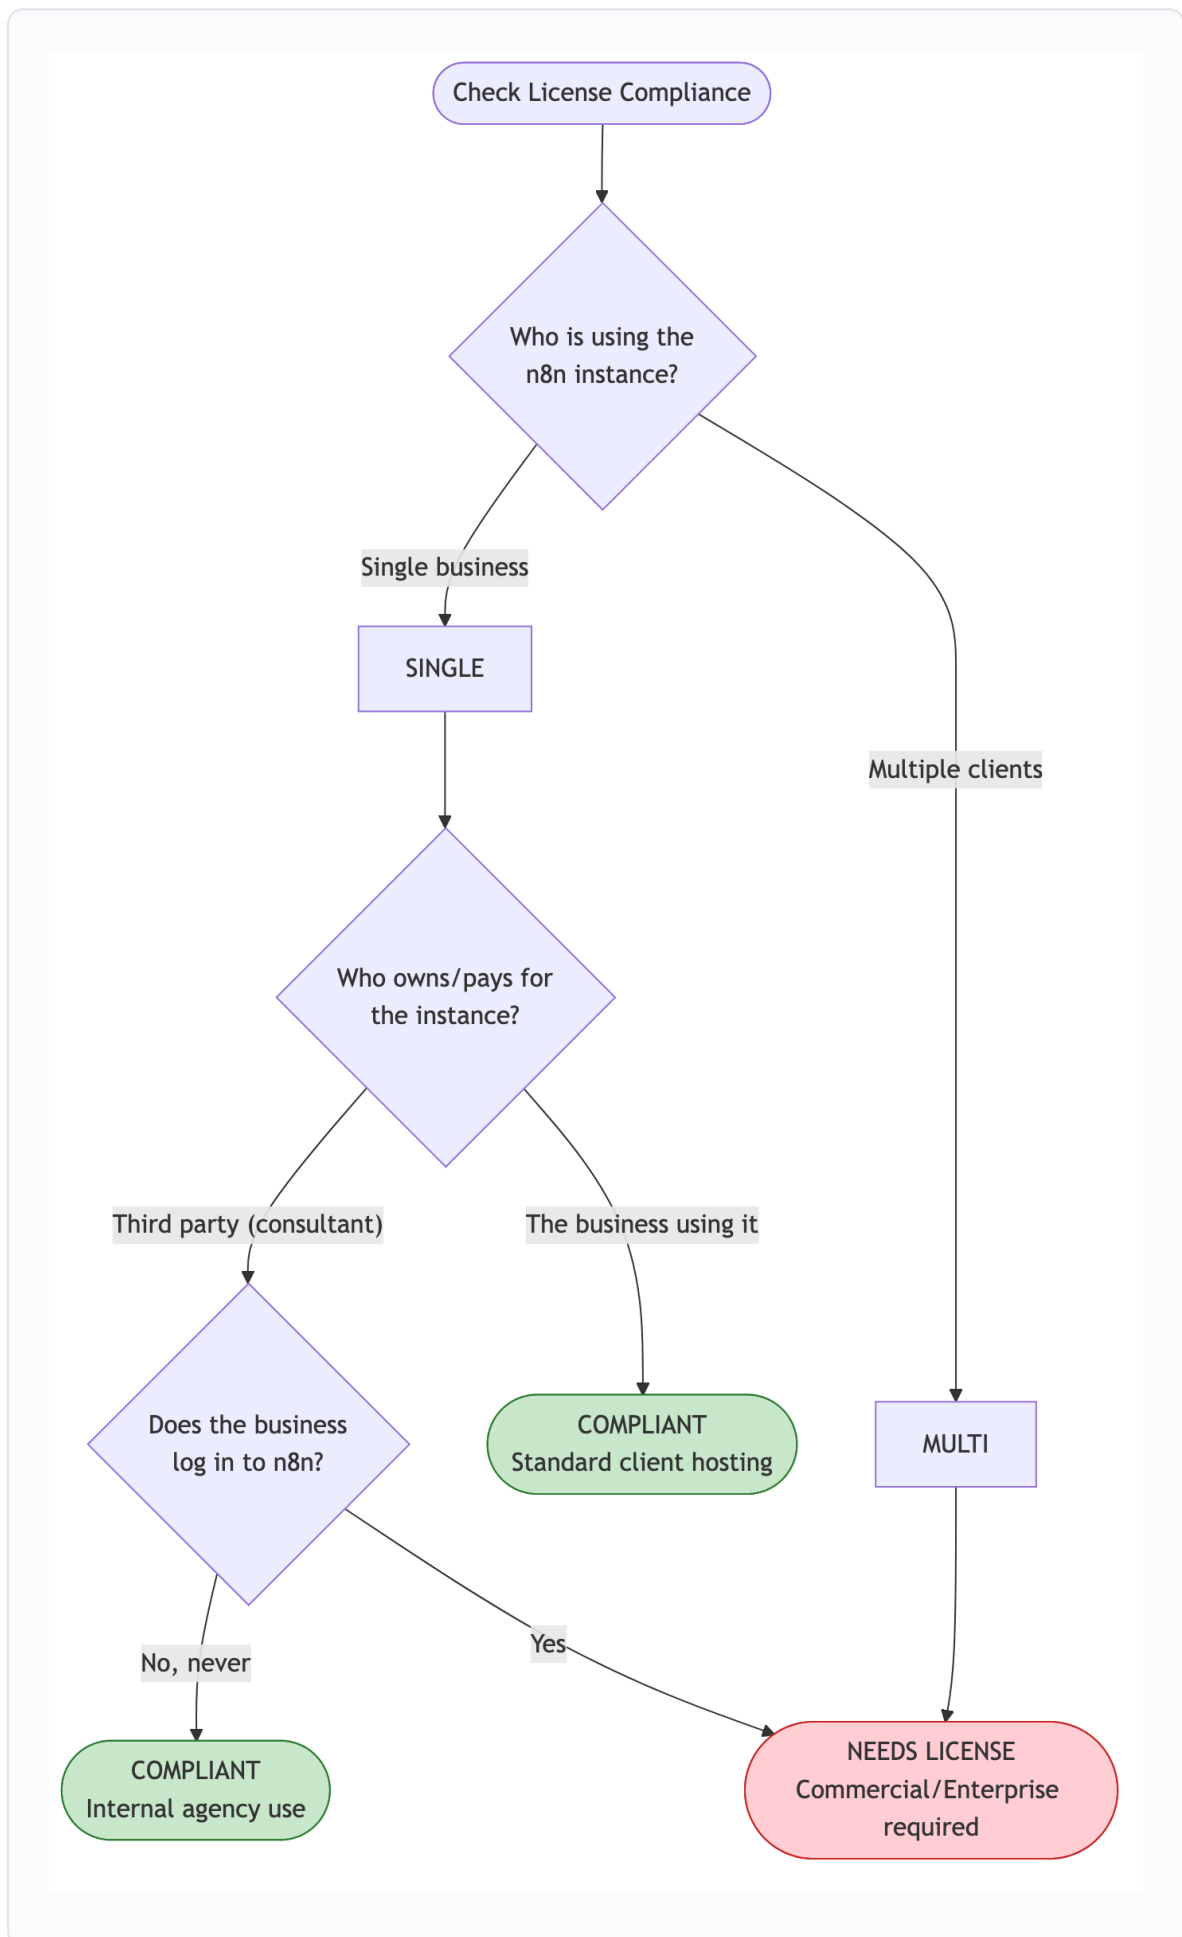 Check License Compliance
Who is using the
n8n instance?
Single business
SINGLE
Multiple clients
Who owns/pays for
the instance?
Third party (consultant)
The business using it
Does the business
log in to n8n?
COMPLIANT
Standard client hosting
MULTI
No, never
Yes
COMPLIANT
Internal agency use
NEEDS LICENSE
Commercial/Enterprise
required